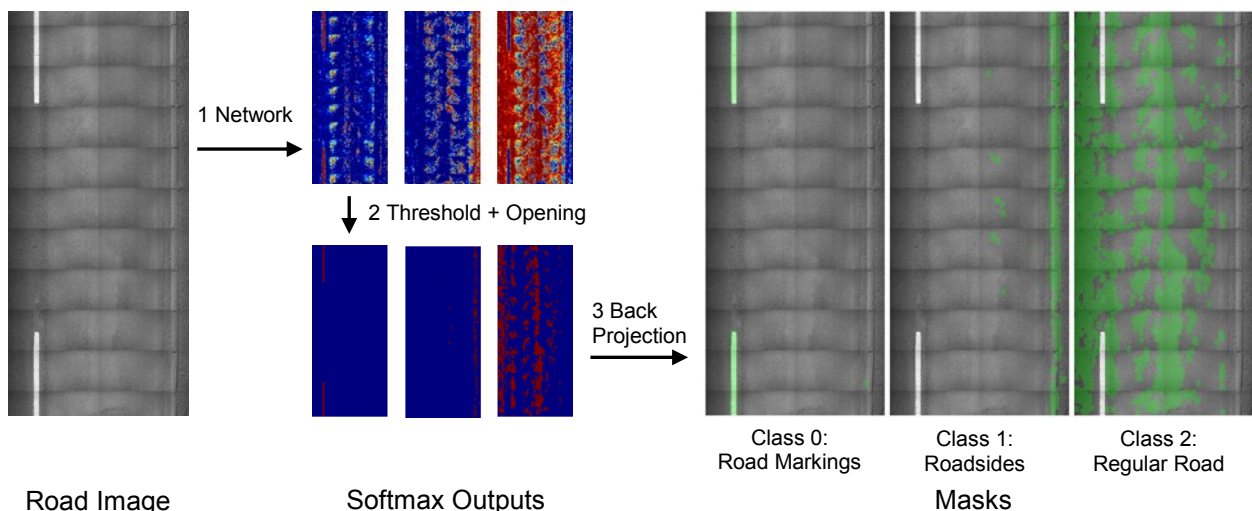 1 Network
2 Threshold + Opening
3 Back
Projection
Class 0:
Road Markings
Class 1:
Roadsides
Class 2:
Regular Road
Road Image
Softmax Outputs
Masks